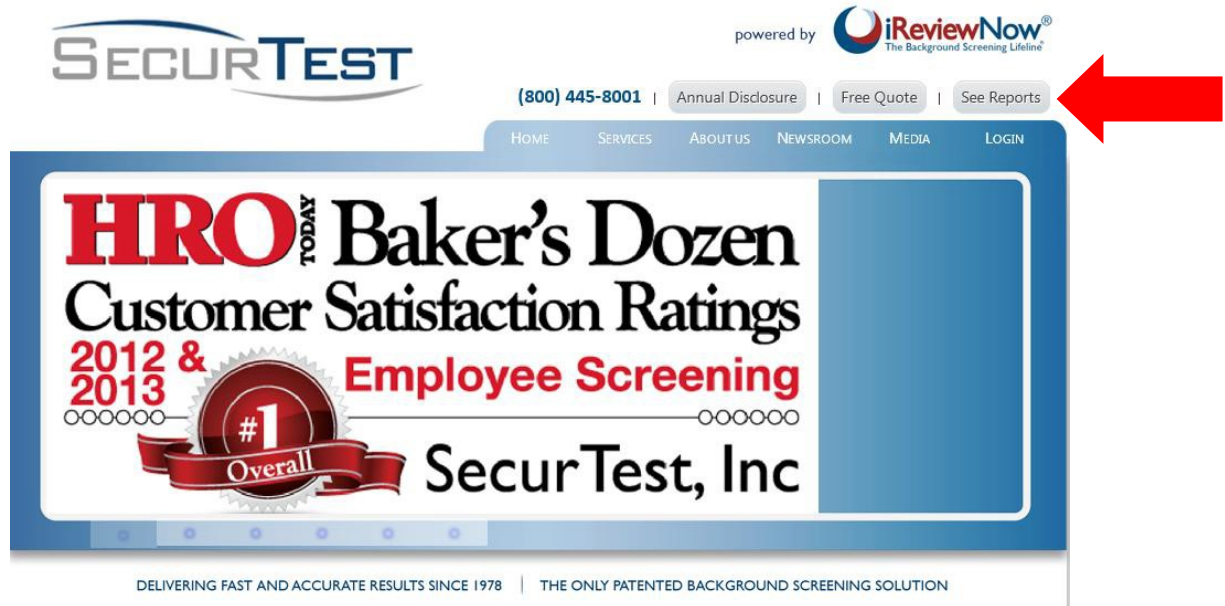 SECURTEST
powered by iReviewNow®
The Background Screening Lifeline®
(800) 445-8001 | Annual Disclosure | Free Quote | See Reports
HOME SERVICES ABOUT US NEWSROOM MEDIA LOGIN
HRO TODAY Baker's Dozen
Customer Satisfaction Ratings
2012 &
2013
Employee Screening
#1
Overall
SecurTest, Inc
DELIVERING FAST AND ACCURATE RESULTS SINCE 1978 | THE ONLY PATENTED BACKGROUND SCREENING SOLUTION